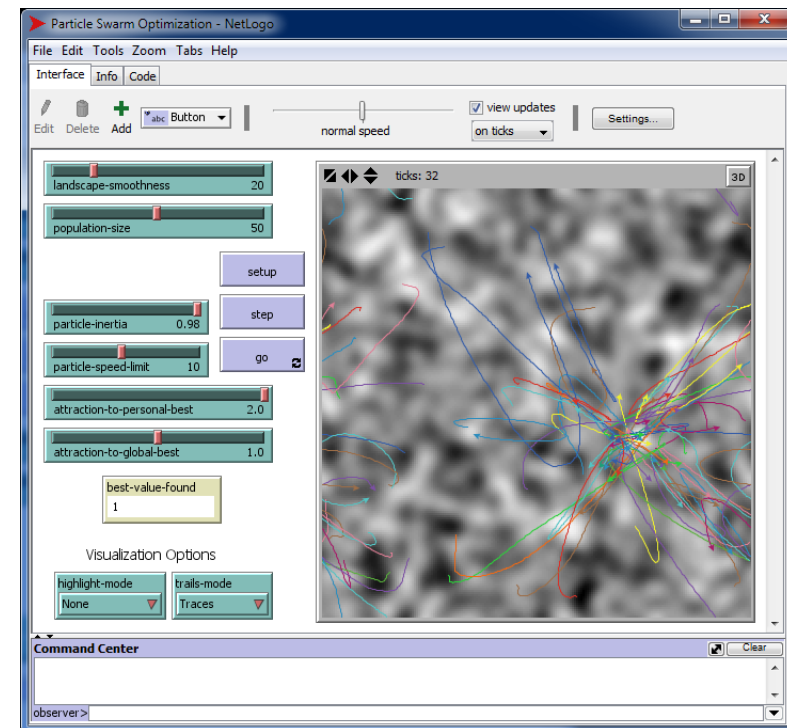 Particle Swarm Optimization - NetLogo
File Edit Tools Zoom Tabs Help
Interface Info Code
Edit Delete Add abc Button normal speed view updates on ticks Settings...
landscape-smoothness 20
population-size 50
setup
particle-inertia 0.98
step
particle-speed-limit 10
go
attraction-to-personal-best 2.0
attraction-to-global-best 1.0
best-value-found
1
Visualization Options
highlight-mode
None
trails-mode
Traces
ticks: 32
3D
Command Center Clear
observer>